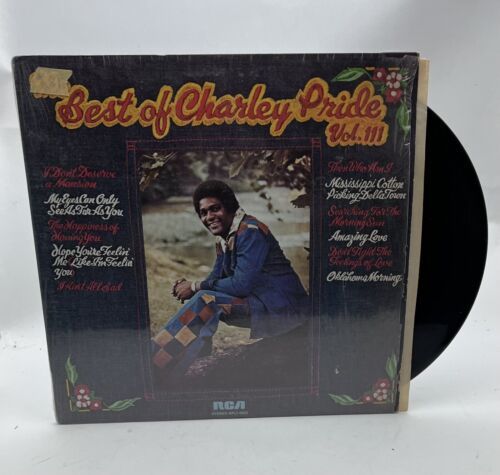 Best of Charley Pride
Vol. III
I Don't Deserve
a Mansion
My Eyes Can Only
See As Far As You
The Happiness of
Having You
Hope You're Feelin'
Me Like I'm Feelin'
You
I Ain't All Bad
Then Who Am I
Mississippi Cotton
Picking Delta Town
Searching For The
Morning Sun
Amazing Love
Don't Fight The
Feelings of Love
Oklahoma Morning
RCA